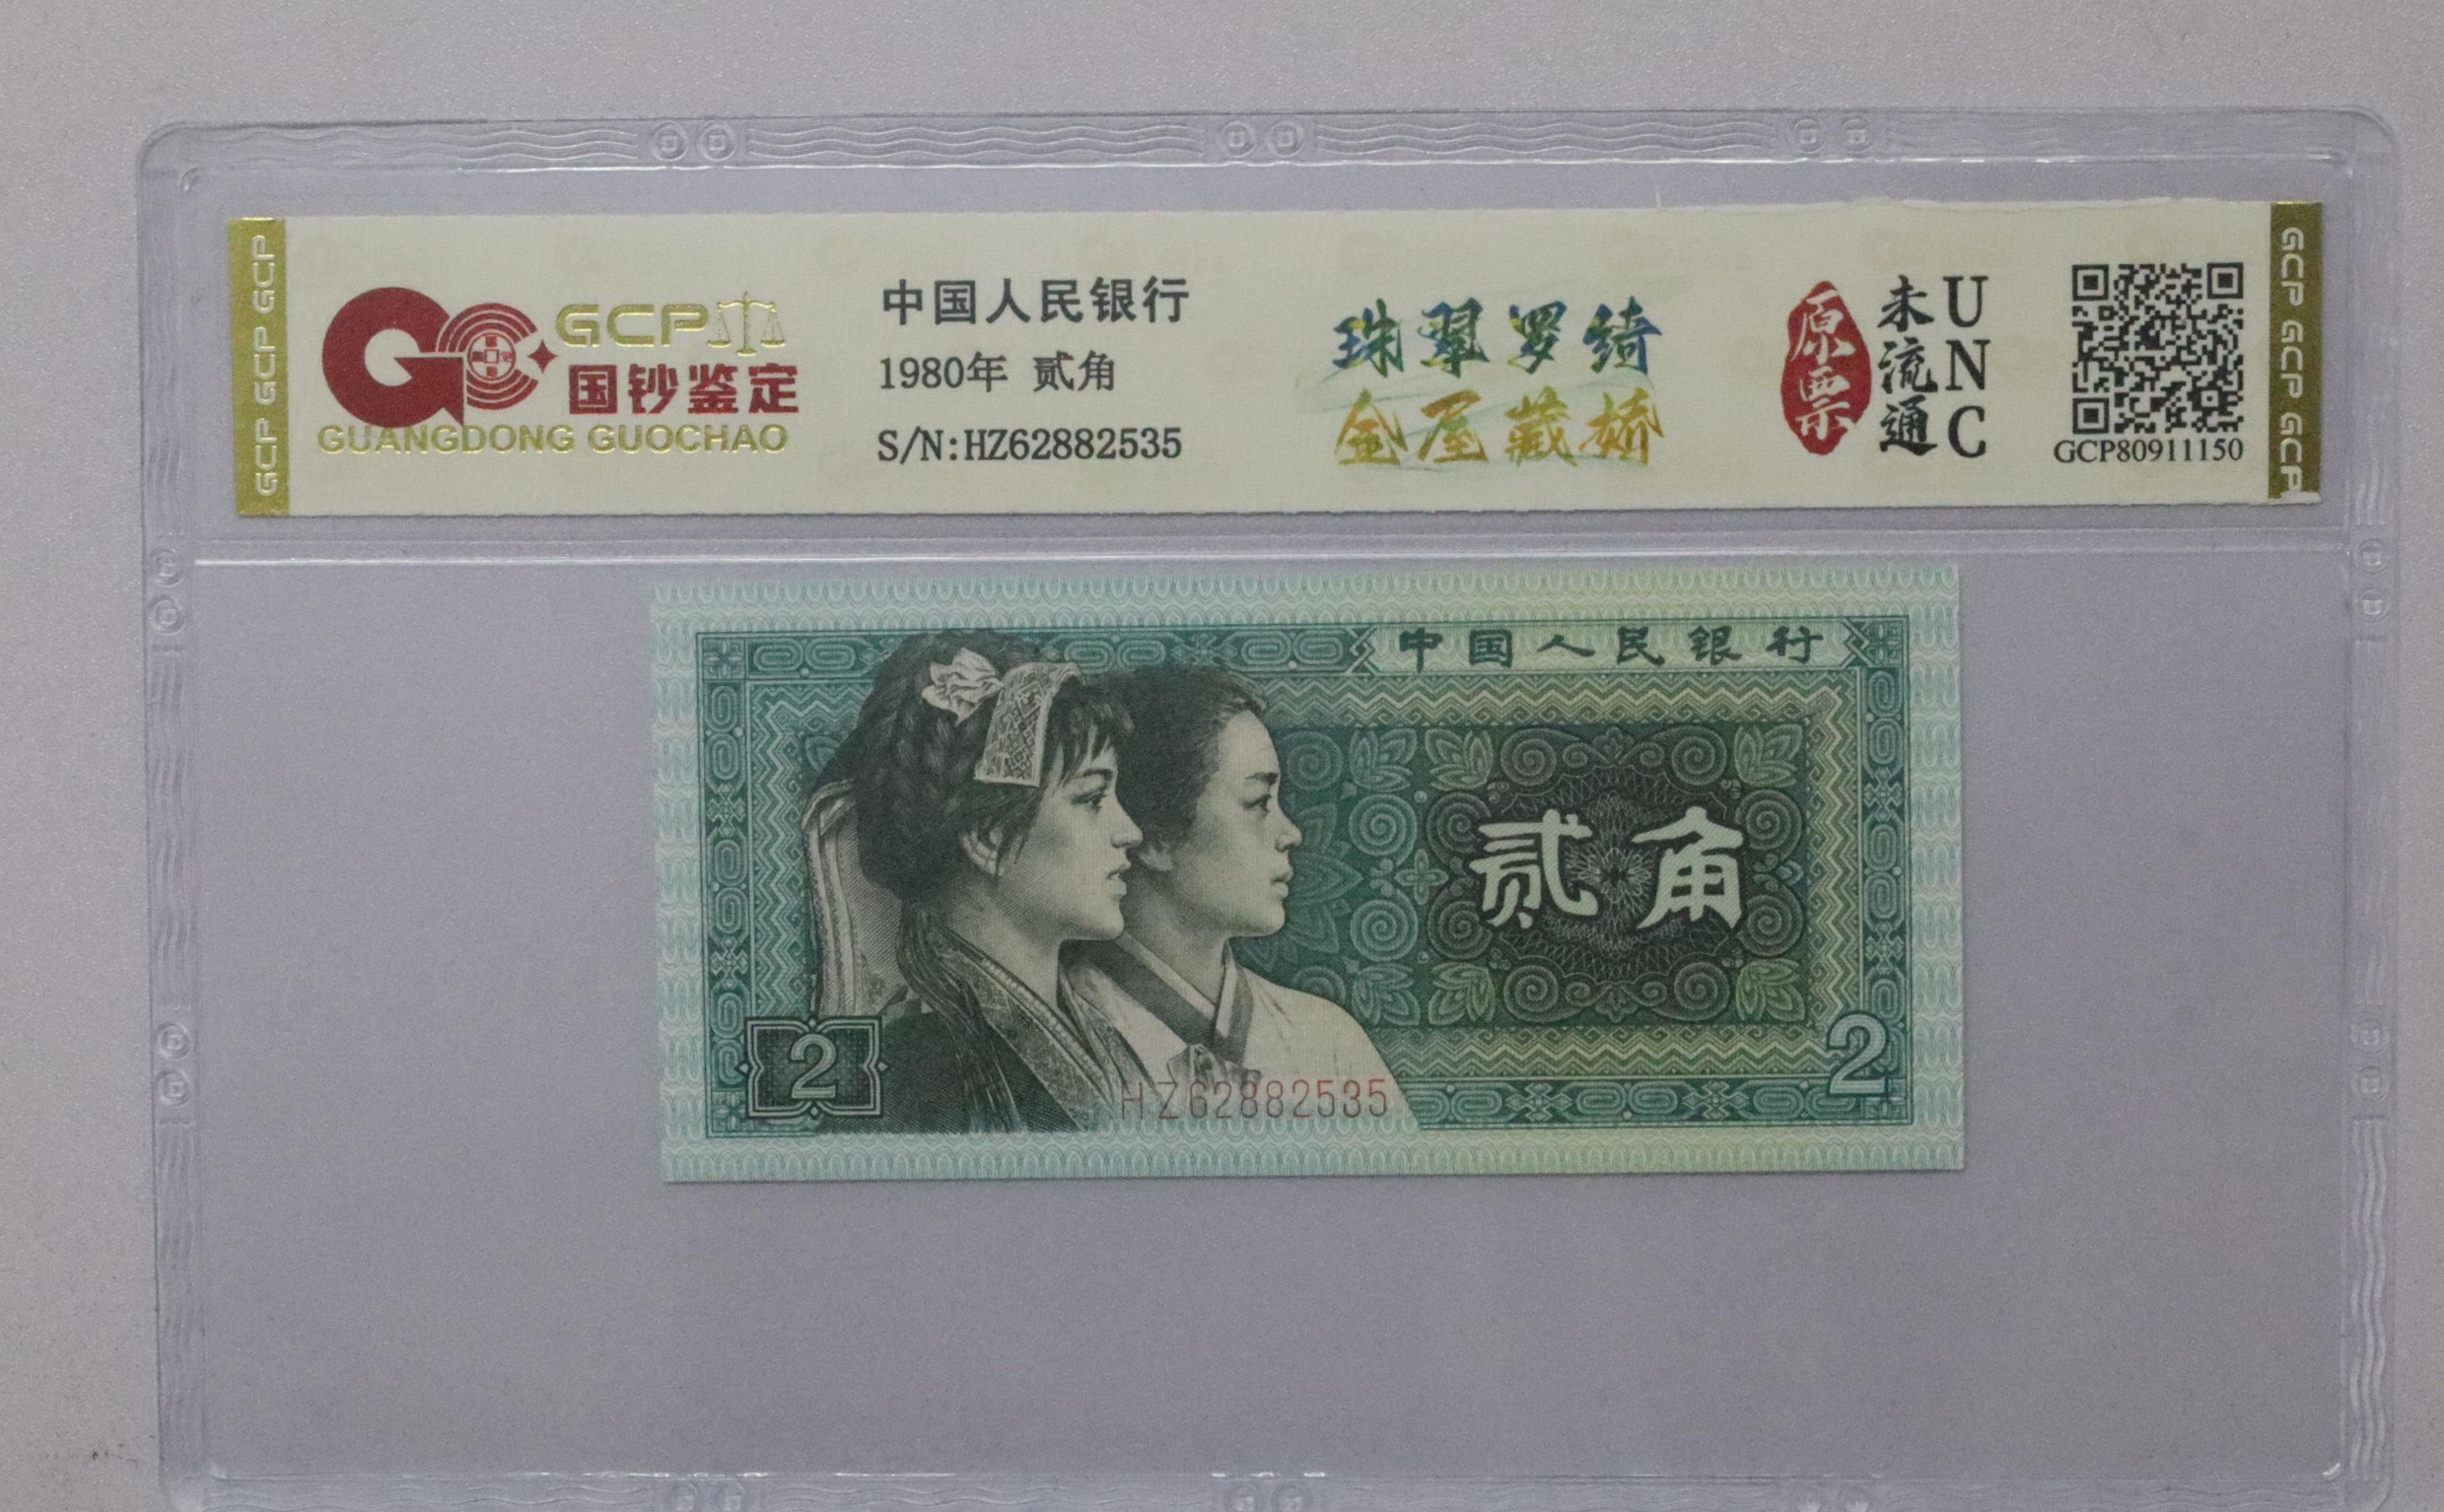 GCP GCP GCP
GCP
国钞鉴定
GUANGDONG GUOCHAO
中国人民银行
1980年 贰角
S/N:HZ62882535
珠翠罗绮
金屋藏娇
原票
未流通
UNC
GCP80911150
GCP GCP GCP
中国人民银行
贰角
2
HZ62882535
2